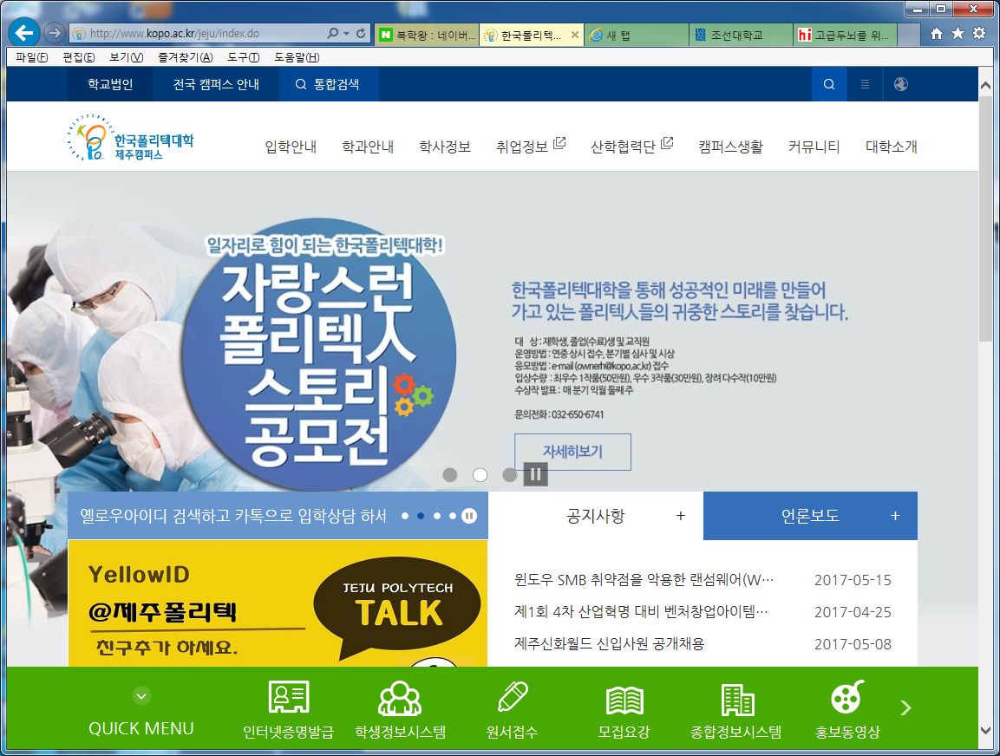 http://www.kopo.ac.kr/jeju/index.do
복학왕 : 네이버...
한국폴리텍...
새 탭
조선대학교
hi 고급두뇌를 위...
파일(F) 편집(E) 보기(V) 즐겨찾기(A) 도구(T) 도움말(H)
학교법인 전국 캠퍼스 안내 통합검색
한국폴리텍대학
제주캠퍼스
입학안내 학과안내 학사정보 취업정보 산학협력단 캠퍼스생활 커뮤니티 대학소개
일자리로 힘이 되는 한국폴리텍대학!
자랑스런
폴리텍人
스토리
공모전
한국폴리텍대학을 통해 성공적인 미래를 만들어
가고 있는 폴리텍人들의 귀중한 스토리를 찾습니다.
대 상 : 재학생, 졸업(수료)생 및 교직원
운영방법 : 연중 상시 접수, 분기별 심사 및 시상
응모방법 : e-mail (ownerh@kopo.ac.kr) 접수
입상수량 : 최우수 1작품(50만원), 우수 3작품(30만원), 장려 다수작(10만원)
수상작 발표 : 매 분기 익월 둘째 주
문의전화 : 032-650-6741
자세히보기
옐로우아이디 검색하고 카톡으로 입학상담 하세
공지사항 +
언론보도 +
YellowID
@제주폴리텍
친구추가 하세요.
JEJU POLYTECH
TALK
윈도우 SMB 취약점을 악용한 랜섬웨어(W… 2017-05-15
제1회 4차 산업혁명 대비 벤처창업아이템… 2017-04-25
제주신화월드 신입사원 공개채용 2017-05-08
QUICK MENU
인터넷증명발급 학생정보시스템 원서접수 모집요강 종합정보시스템 홍보동영상